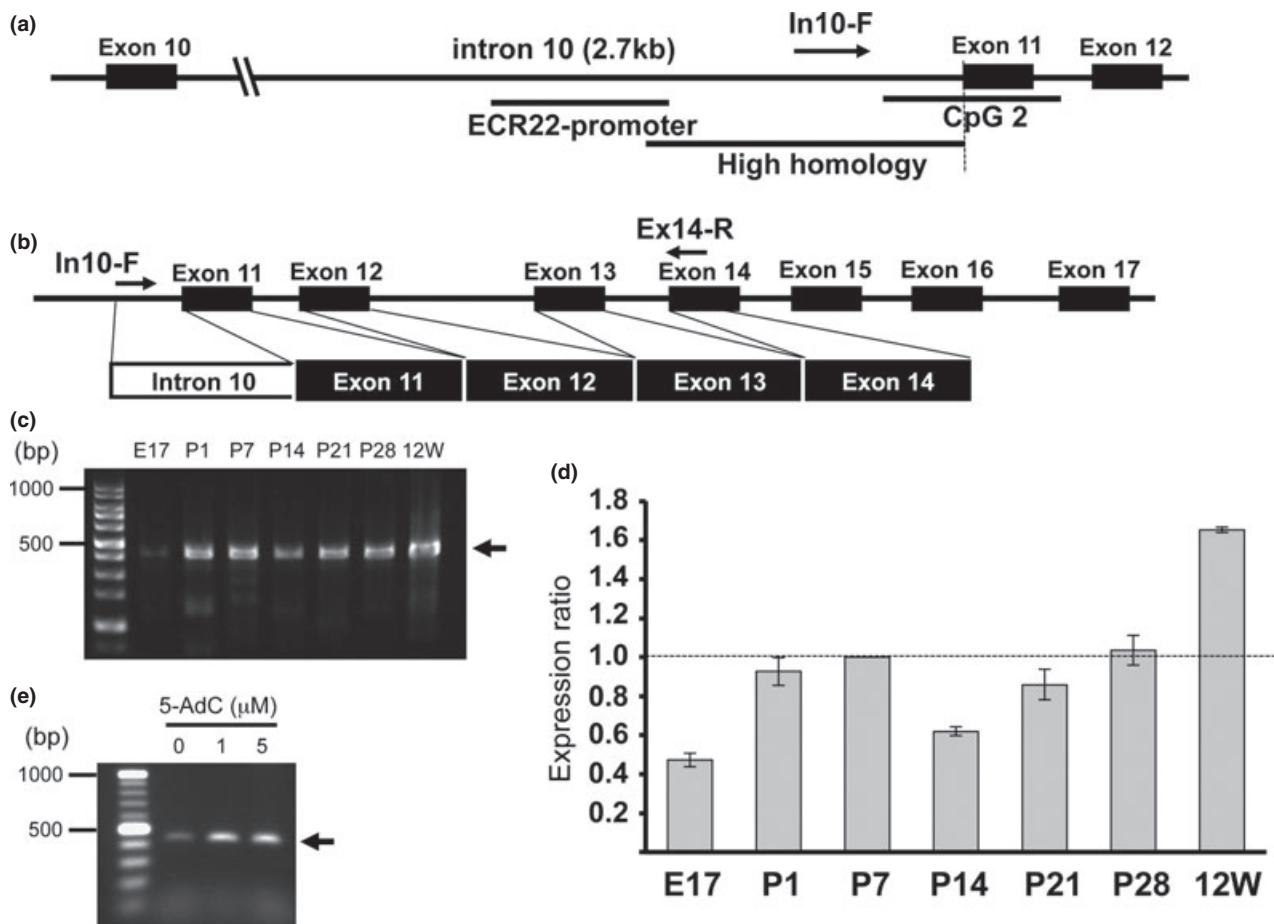 (a)
In10-F
Exon 10
intron 10 (2.7kb)
Exon 11
Exon 12
ECR22-promoter
CpG 2
High homology
(b)
Ex14-R
In10-F
Exon 11
Exon 12
Exon 13
Exon 14
Exon 15
Exon 16
Exon 17
Intron 10
Exon 11
Exon 12
Exon 13
Exon 14
(c)
(bp)
E17 P1 P7 P14 P21 P28 12W
1000
500
(d)
Expression ratio
1.8
1.6
1.4
1.2
1.0
0.8
0.6
0.4
0.2
E17 P1 P7 P14 P21 P28 12W
(e)
5-AdC (μM)
(bp)
0 1 5
1000
500